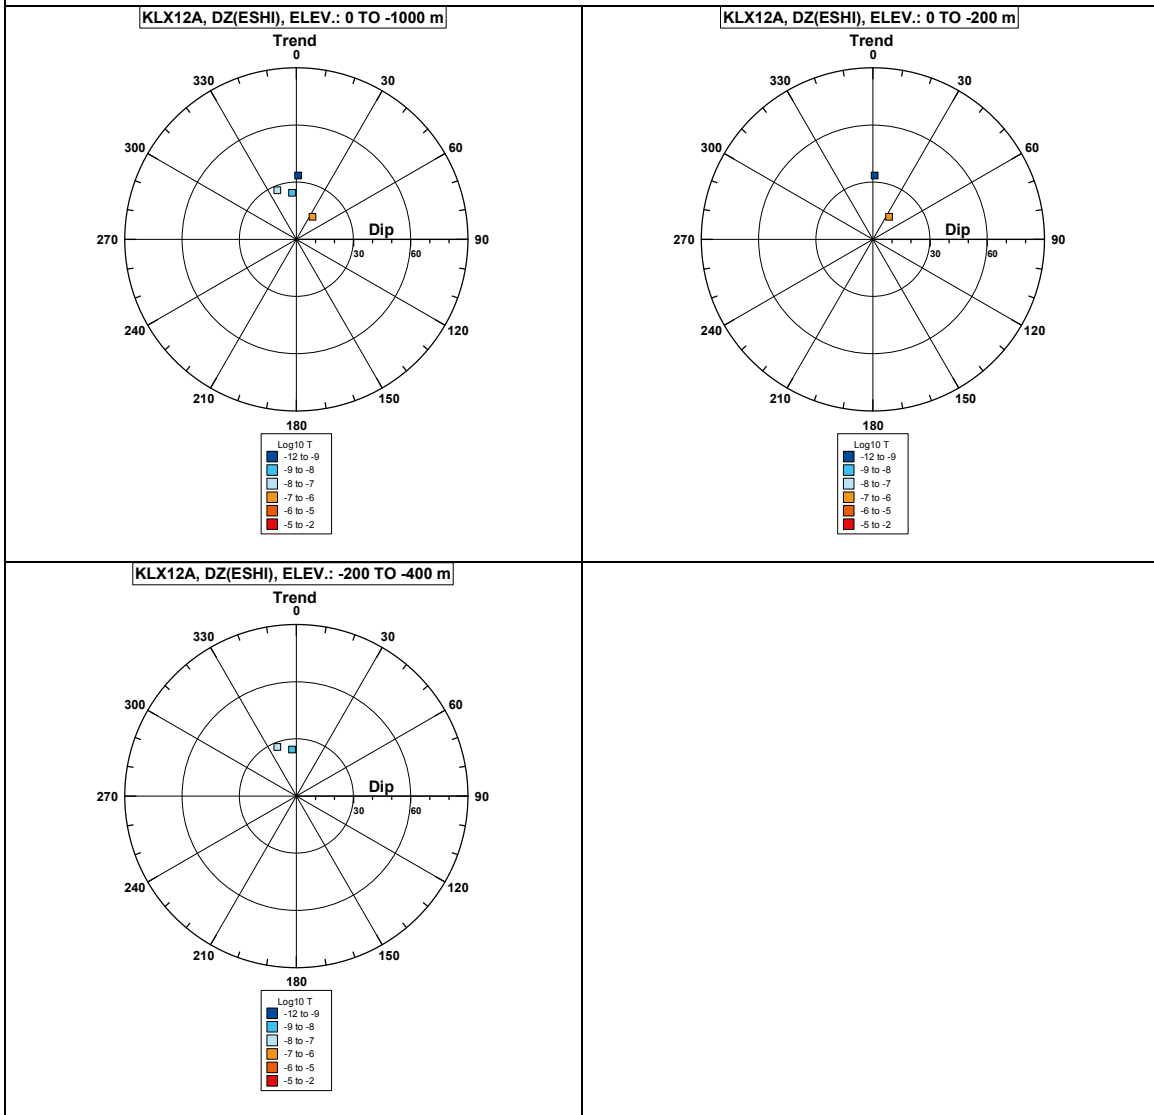 KLX12A, DZ(ESHI), ELEV.: 0 TO -1000 m
Trend
0
330
30
300
60
Dip
270
90
30
60
240
120
210
150
180
Log10 T
-12 to -9
-9 to -8
-8 to -7
-7 to -6
-6 to -5
-5 to -2
KLX12A, DZ(ESHI), ELEV.: 0 TO -200 m
Trend
0
330
30
300
60
Dip
270
90
30
60
240
120
210
150
180
Log10 T
-12 to -9
-9 to -8
-8 to -7
-7 to -6
-6 to -5
-5 to -2
KLX12A, DZ(ESHI), ELEV.: -200 TO -400 m
Trend
0
330
30
300
60
Dip
270
90
30
60
240
120
210
150
180
Log10 T
-12 to -9
-9 to -8
-8 to -7
-7 to -6
-6 to -5
-5 to -2